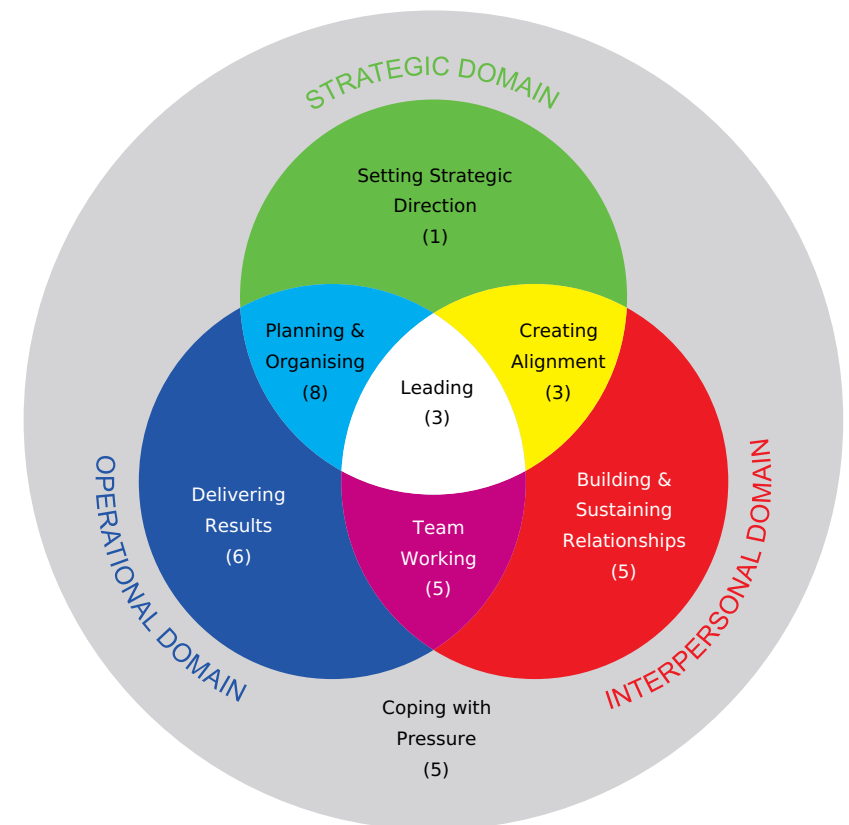 STRATEGIC DOMAIN
Setting Strategic
Direction
(1)
Planning &
Organising
(8)
Creating
Alignment
(3)
Leading
(3)
OPERATIONAL DOMAIN
Delivering
Results
(6)
Team
Working
(5)
Building &
Sustaining
Relationships
(5)
INTERPERSONAL DOMAIN
Coping with
Pressure
(5)